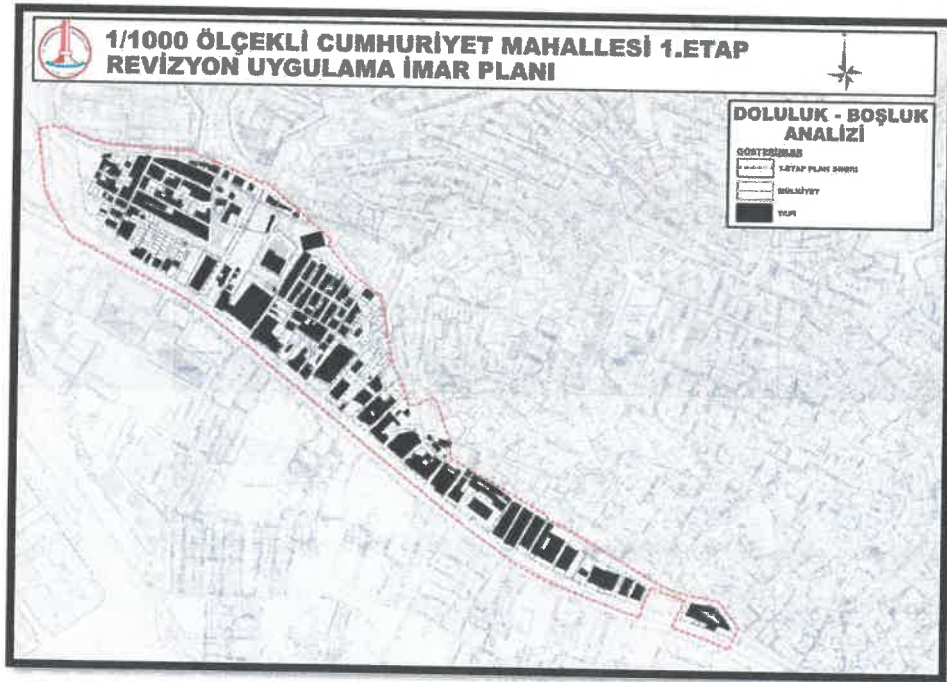 1/1000 ÖLÇEKLİ CUMHURİYET MAHALLESİ 1.ETAP
REVİZYON UYGULAMA İMAR PLANI
DOLULUK - BOŞLUK
ANALİZİ
GÖSTERİMLER
1.ETAP PLAN SINIRI
MÜLKİYET
YAPI